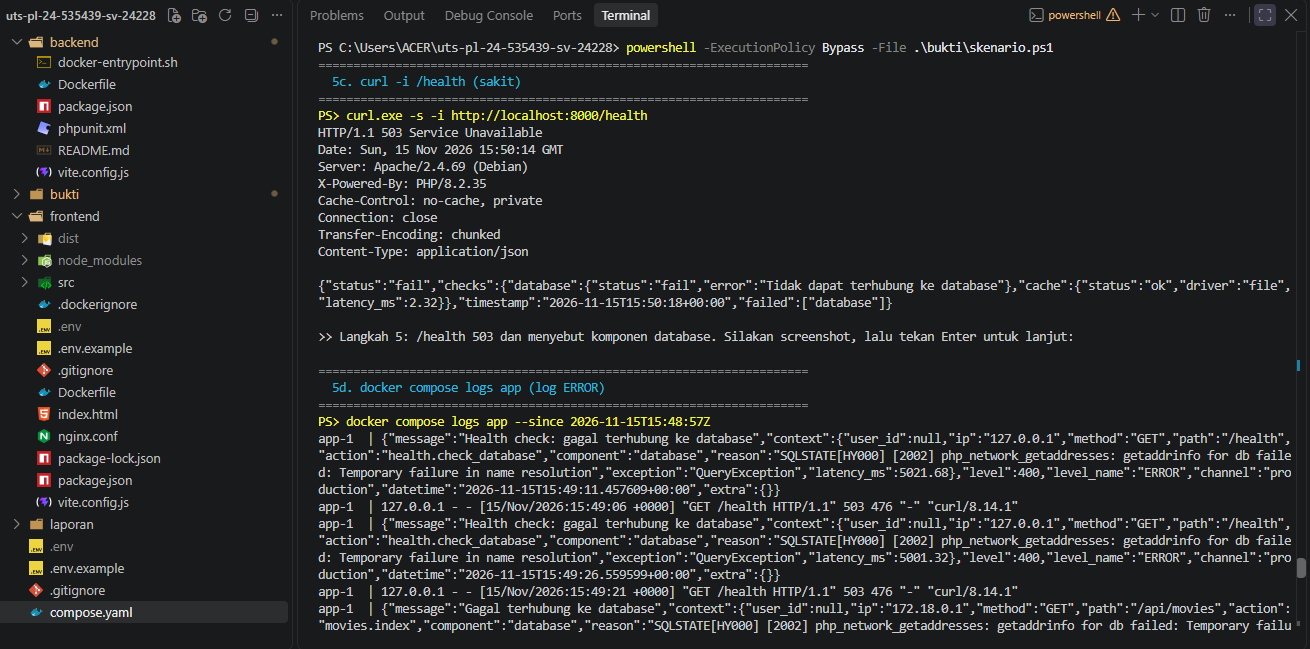 uts-pl-24-535439-sv-24228
Problems Output Debug Console Ports Terminal
powershell
backend
docker-entrypoint.sh
Dockerfile
package.json
phpunit.xml
README.md
vite.config.js
bukti
frontend
dist
node_modules
src
.dockerignore
.env
.env.example
.gitignore
Dockerfile
index.html
nginx.conf
package-lock.json
package.json
vite.config.js
laporan
.env
.env.example
.gitignore
compose.yaml
PS C:\Users\ACER\uts-pl-24-535439-sv-24228> powershell -ExecutionPolicy Bypass -File .\bukti\skenario.ps1
======================================================================
5c. curl -i /health (sakit)
======================================================================
PS> curl.exe -s -i http://localhost:8000/health
HTTP/1.1 503 Service Unavailable
Date: Sun, 15 Nov 2026 15:50:14 GMT
Server: Apache/2.4.69 (Debian)
X-Powered-By: PHP/8.2.35
Cache-Control: no-cache, private
Connection: close
Transfer-Encoding: chunked
Content-Type: application/json
{"status":"fail","checks":{"database":{"status":"fail","error":"Tidak dapat terhubung ke database"},"cache":{"status":"ok","driver":"file",
"latency_ms":2.32}},"timestamp":"2026-11-15T15:50:18+00:00","failed":["database"]}
>> Langkah 5: /health 503 dan menyebut komponen database. Silakan screenshot, lalu tekan Enter untuk lanjut:
======================================================================
5d. docker compose logs app (log ERROR)
======================================================================
PS> docker compose logs app --since 2026-11-15T15:48:57Z
app-1  | {"message":"Health check: gagal terhubung ke database","context":{"user_id":null,"ip":"127.0.0.1","method":"GET","path":"/health",
"action":"health.check_database","component":"database","reason":"SQLSTATE[HY000] [2002] php_network_getaddresses: getaddrinfo for db faile
d: Temporary failure in name resolution","exception":"QueryException","latency_ms":5021.68},"level":400,"level_name":"ERROR","channel":"pro
duction","datetime":"2026-11-15T15:49:11.457609+00:00","extra":{}}
app-1  | 127.0.0.1 - - [15/Nov/2026:15:49:06 +0000] "GET /health HTTP/1.1" 503 476 "-" "curl/8.14.1"
app-1  | {"message":"Health check: gagal terhubung ke database","context":{"user_id":null,"ip":"127.0.0.1","method":"GET","path":"/health",
"action":"health.check_database","component":"database","reason":"SQLSTATE[HY000] [2002] php_network_getaddresses: getaddrinfo for db faile
d: Temporary failure in name resolution","exception":"QueryException","latency_ms":5001.32},"level":400,"level_name":"ERROR","channel":"pro
duction","datetime":"2026-11-15T15:49:26.559599+00:00","extra":{}}
app-1  | 127.0.0.1 - - [15/Nov/2026:15:49:21 +0000] "GET /health HTTP/1.1" 503 476 "-" "curl/8.14.1"
app-1  | {"message":"Gagal terhubung ke database","context":{"user_id":null,"ip":"172.18.0.1","method":"GET","path":"/api/movies","action":
"movies.index","component":"database","reason":"SQLSTATE[HY000] [2002] php_network_getaddresses: getaddrinfo for db failed: Temporary failu